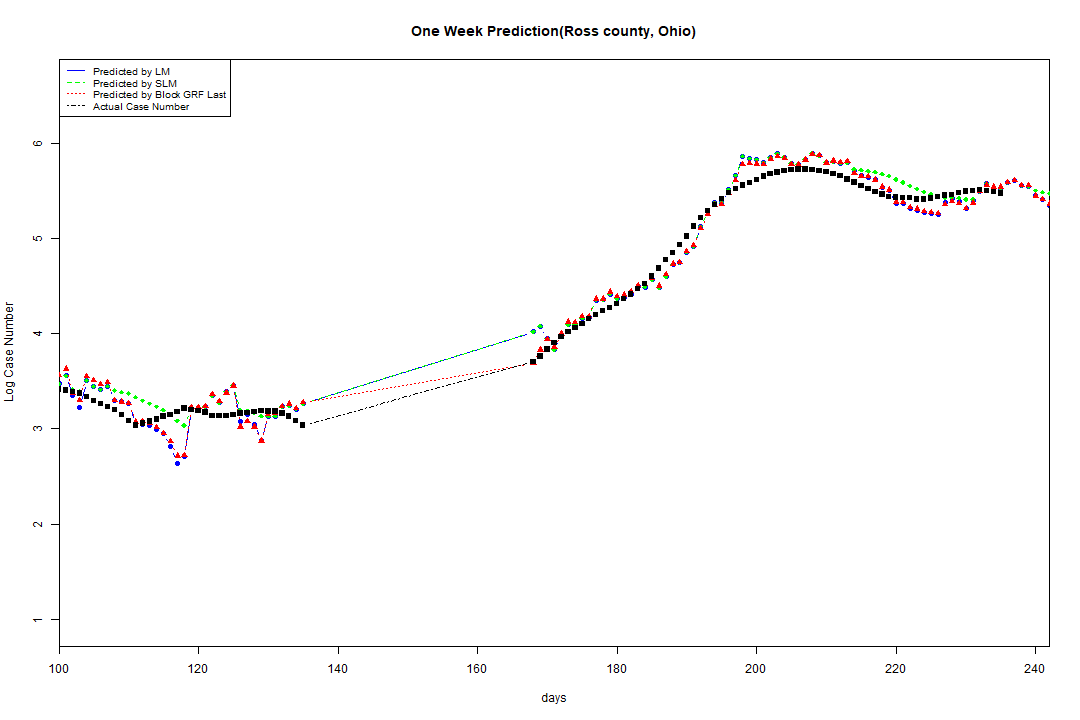 One Week Prediction(Ross county, Ohio)
Predicted by LM
Predicted by SLM
Predicted by Block GRF Last
Actual Case Number
6
5
4
3
2
1
Log Case Number
100 120 140 160 180 200 220 240
days